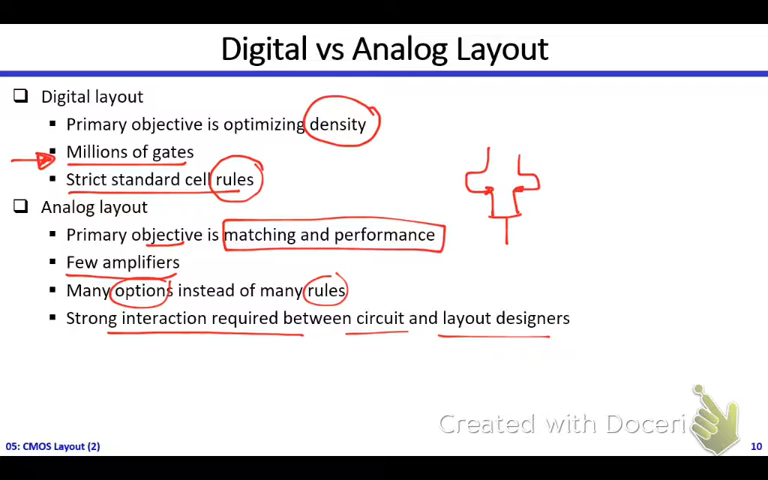 Digital vs Analog Layout
Digital layout
Primary objective is optimizing density
Millions of gates
Strict standard cell rules
Analog layout
Primary objective is matching and performance
Few amplifiers
Many options instead of many rules
Strong interaction required between circuit and layout designers
Created with Doceri
05: CMOS Layout (2)
10